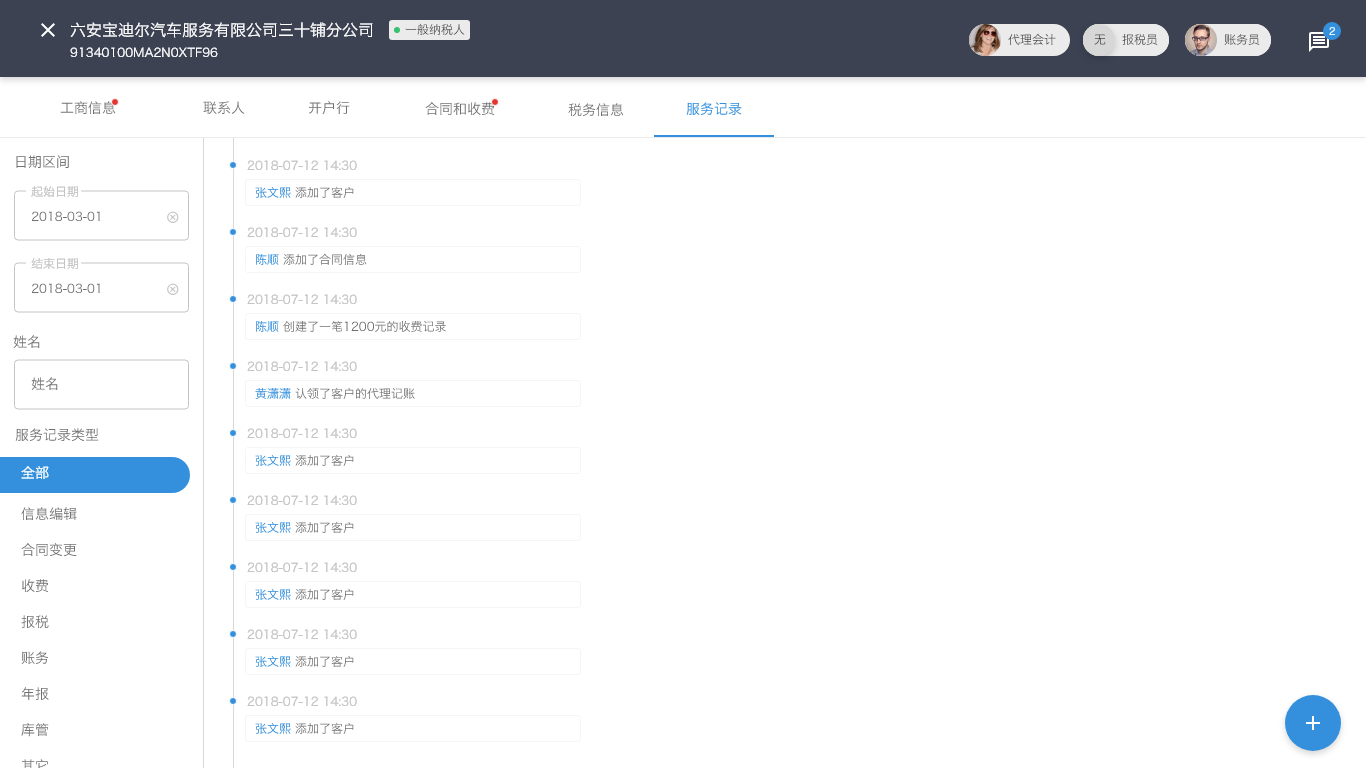 六安宝迪尔汽车服务有限公司三十铺分公司
一般纳税人
91340100MA2N0XTF96
代理会计
无 报税员
账务员
2
工商信息
联系人
开户行
合同和收费
税务信息
服务记录
日期区间
起始日期
2018-03-01
结束日期
2018-03-01
姓名
姓名
服务记录类型
全部
信息编辑
合同变更
收费
报税
账务
年报
库管
其它
2018-07-12 14:30
张文熙 添加了客户
2018-07-12 14:30
陈顺 添加了合同信息
2018-07-12 14:30
陈顺 创建了一笔1200元的收费记录
2018-07-12 14:30
黄潇潇 认领了客户的代理记账
2018-07-12 14:30
张文熙 添加了客户
2018-07-12 14:30
张文熙 添加了客户
2018-07-12 14:30
张文熙 添加了客户
2018-07-12 14:30
张文熙 添加了客户
2018-07-12 14:30
张文熙 添加了客户